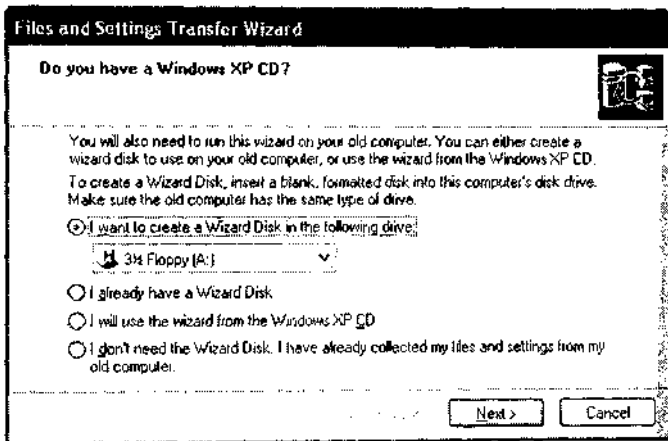 Files and Settings Transfer Wizard
Do you have a Windows XP CD?
You will also need to run this wizard on your old computer. You can either create a
wizard disk to use on your old computer, or use the wizard from the Windows XP CD.
To create a Wizard Disk, insert a blank, formatted disk into this computer's disk drive.
Make sure the old computer has the same type of drive.
I want to create a Wizard Disk in the following drive:
3½ Floppy (A:)
I already have a Wizard Disk
I will use the wizard from the Windows XP CD
I don't need the Wizard Disk. I have already collected my files and settings from my
old computer.
Next >
Cancel